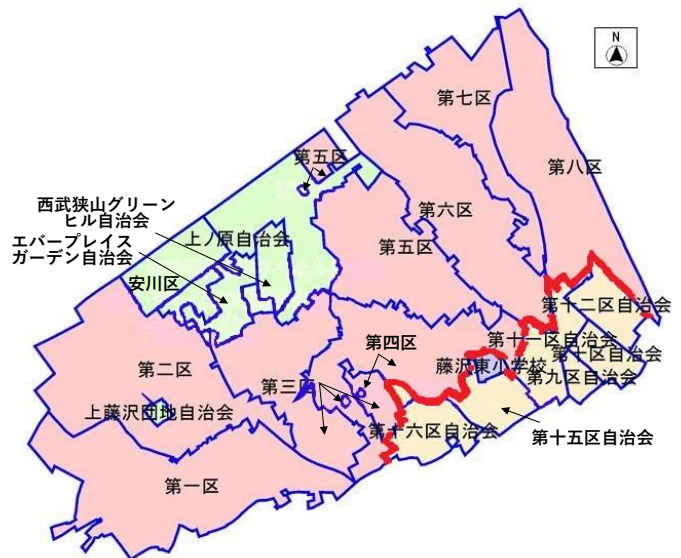 N
第七区
第八区
第五区
西武狭山グリーン
ヒル自治会
第六区
上ノ原自治会
エバープレイス
ガーデン自治会
第五区
安川区
第十二区自治会
第十一区自治会
第四区
第十区自治会
第二区
藤沢東小学校
第九区自治会
第三区
上藤沢団地自治会
第十六区自治会
第十五区自治会
第一区